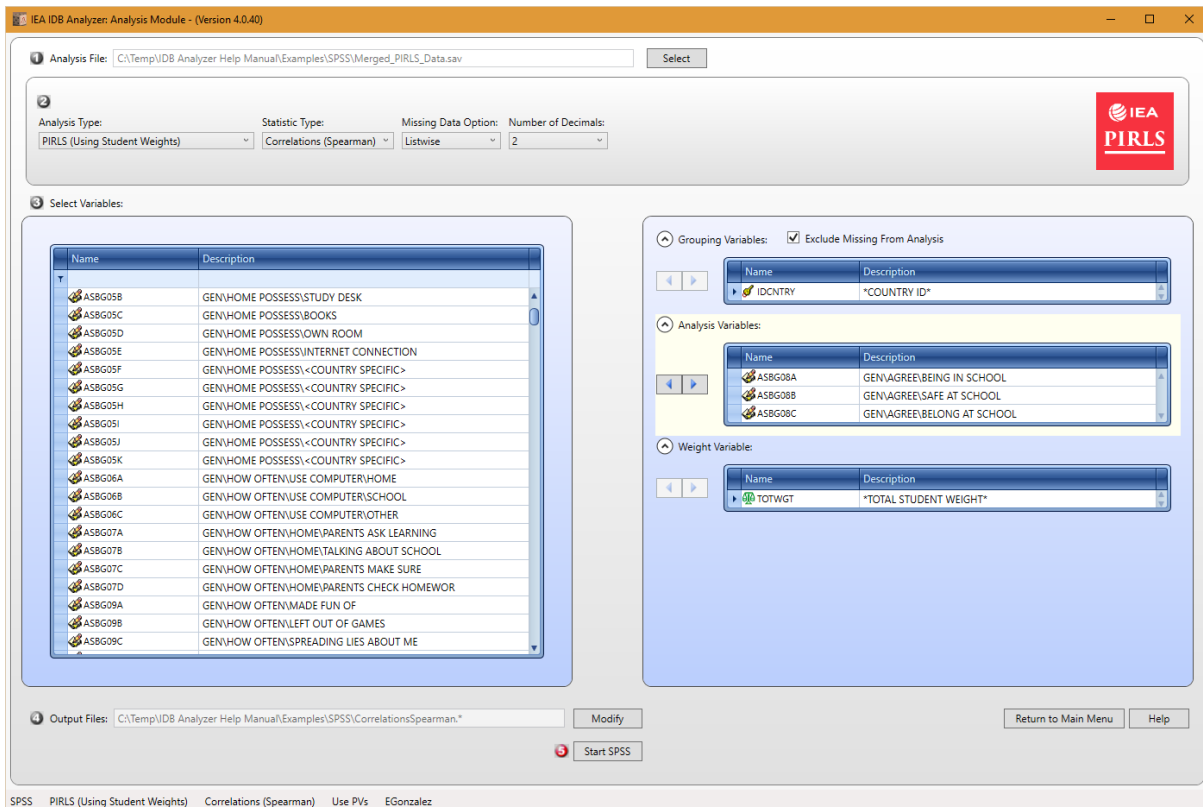 IEA IDB Analyzer: Analysis Module - (Version 4.0.40)
1 Analysis File: C:\Temp\IDB Analyzer Help Manual\Examples\SPSS\Merged_PIRLS_Data.sav Select
2
Analysis Type: Statistic Type: Missing Data Option: Number of Decimals:
PIRLS (Using Student Weights) Correlations (Spearman) Listwise 2
IEA
PIRLS
3 Select Variables:
Name Description
ASBG05B GEN\HOME POSSESS\STUDY DESK
ASBG05C GEN\HOME POSSESS\BOOKS
ASBG05D GEN\HOME POSSESS\OWN ROOM
ASBG05E GEN\HOME POSSESS\INTERNET CONNECTION
ASBG05F GEN\HOME POSSESS\<COUNTRY SPECIFIC>
ASBG05G GEN\HOME POSSESS\<COUNTRY SPECIFIC>
ASBG05H GEN\HOME POSSESS\<COUNTRY SPECIFIC>
ASBG05I GEN\HOME POSSESS\<COUNTRY SPECIFIC>
ASBG05J GEN\HOME POSSESS\<COUNTRY SPECIFIC>
ASBG05K GEN\HOME POSSESS\<COUNTRY SPECIFIC>
ASBG06A GEN\HOW OFTEN\USE COMPUTER\HOME
ASBG06B GEN\HOW OFTEN\USE COMPUTER\SCHOOL
ASBG06C GEN\HOW OFTEN\USE COMPUTER\OTHER
ASBG07A GEN\HOW OFTEN\HOME\PARENTS ASK LEARNING
ASBG07B GEN\HOW OFTEN\HOME\TALKING ABOUT SCHOOL
ASBG07C GEN\HOW OFTEN\HOME\PARENTS MAKE SURE
ASBG07D GEN\HOW OFTEN\HOME\PARENTS CHECK HOMEWOR
ASBG09A GEN\HOW OFTEN\MADE FUN OF
ASBG09B GEN\HOW OFTEN\LEFT OUT OF GAMES
ASBG09C GEN\HOW OFTEN\SPREADING LIES ABOUT ME
Grouping Variables: Exclude Missing From Analysis
Name Description
IDCNTRY *COUNTRY ID*
Analysis Variables:
Name Description
ASBG08A GEN\AGREE\BEING IN SCHOOL
ASBG08B GEN\AGREE\SAFE AT SCHOOL
ASBG08C GEN\AGREE\BELONG AT SCHOOL
Weight Variable:
Name Description
TOTWGT *TOTAL STUDENT WEIGHT*
4 Output Files: C:\Temp\IDB Analyzer Help Manual\Examples\SPSS\CorrelationsSpearman.* Modify Return to Main Menu Help
5 Start SPSS
SPSS PIRLS (Using Student Weights) Correlations (Spearman) Use PVs EGonzalez